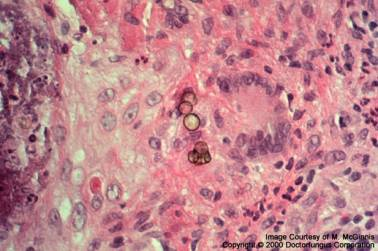 Image Courtesy of M. McGinnis
Copyright © 2000 Doctorfungus Corporation